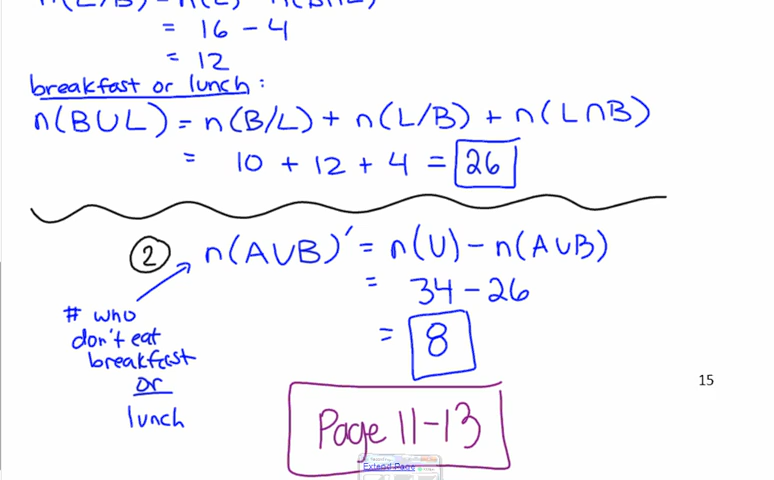 = 16 - 4
= 12
breakfast or lunch:
n(B∪L) = n(B/L) + n(L/B) + n(L∩B)
= 10 + 12 + 4 = 26
② n(A∪B)' = n(U) - n(A∪B)
= 34 - 26
= 8
# who
don't eat
breakfast
or
lunch
15
Page 11-13
Extend Page